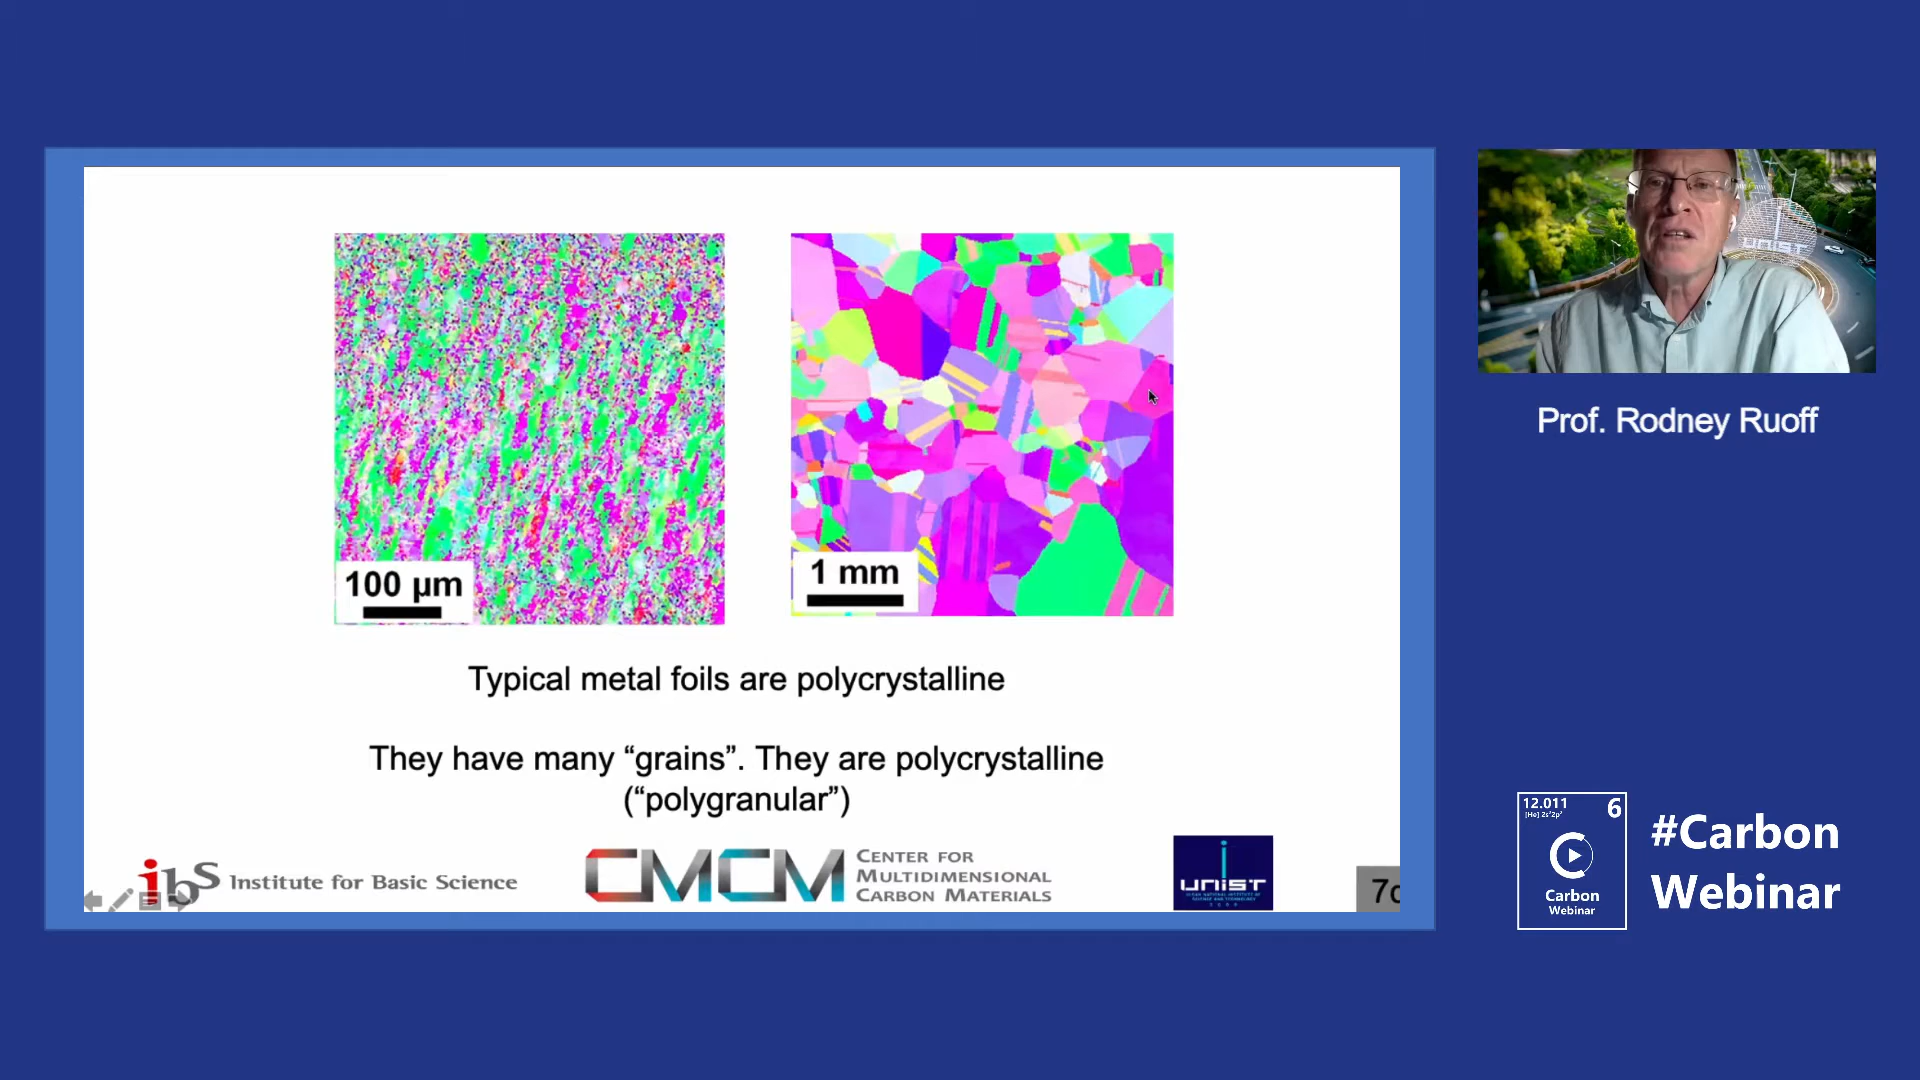 100 µm
1 mm
Typical metal foils are polycrystalline
They have many “grains”. They are polycrystalline
(“polygranular”)
ibS Institute for Basic Science
CMCM
CENTER FOR
MULTIDIMENSIONAL
CARBON MATERIALS
UNIST
Prof. Rodney Ruoff
12.011
6
[He] 2s²2p²
Carbon
Webinar
#Carbon
Webinar